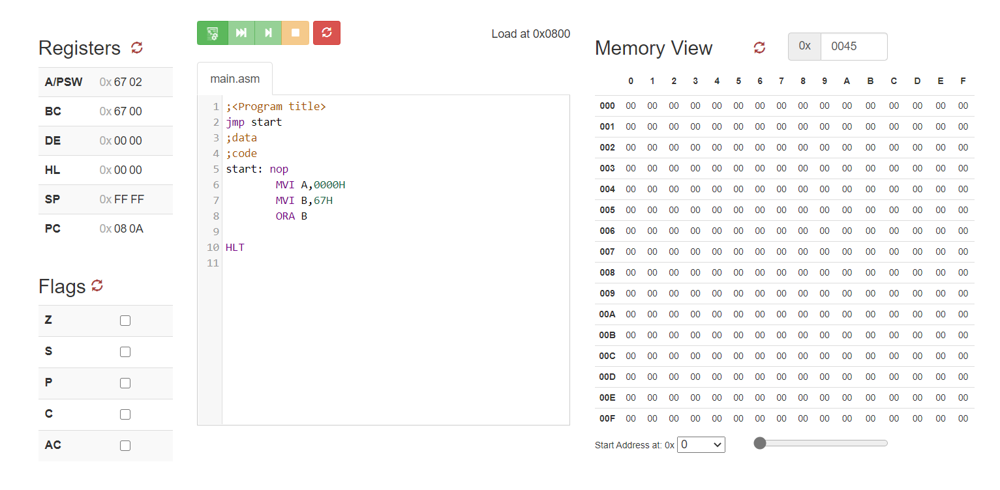 Registers
A/PSW 0x 67 02
BC 0x 67 00
DE 0x 00 00
HL 0x 00 00
SP 0x FF FF
PC 0x 08 0A
Flags
Z
S
P
C
AC
Load at 0x0800
main.asm
1 ;<Program title>
2 jmp start
3 ;data
4 ;code
5 start: nop
6 MVI A,0000H
7 MVI B,67H
8 ORA B
9
10 HLT
11
Memory View 0x 0045
0 1 2 3 4 5 6 7 8 9 A B C D E F
000 00 00 00 00 00 00 00 00 00 00 00 00 00 00 00 00
001 00 00 00 00 00 00 00 00 00 00 00 00 00 00 00 00
002 00 00 00 00 00 00 00 00 00 00 00 00 00 00 00 00
003 00 00 00 00 00 00 00 00 00 00 00 00 00 00 00 00
004 00 00 00 00 00 00 00 00 00 00 00 00 00 00 00 00
005 00 00 00 00 00 00 00 00 00 00 00 00 00 00 00 00
006 00 00 00 00 00 00 00 00 00 00 00 00 00 00 00 00
007 00 00 00 00 00 00 00 00 00 00 00 00 00 00 00 00
008 00 00 00 00 00 00 00 00 00 00 00 00 00 00 00 00
009 00 00 00 00 00 00 00 00 00 00 00 00 00 00 00 00
00A 00 00 00 00 00 00 00 00 00 00 00 00 00 00 00 00
00B 00 00 00 00 00 00 00 00 00 00 00 00 00 00 00 00
00C 00 00 00 00 00 00 00 00 00 00 00 00 00 00 00 00
00D 00 00 00 00 00 00 00 00 00 00 00 00 00 00 00 00
00E 00 00 00 00 00 00 00 00 00 00 00 00 00 00 00 00
00F 00 00 00 00 00 00 00 00 00 00 00 00 00 00 00 00
Start Address at: 0x 0